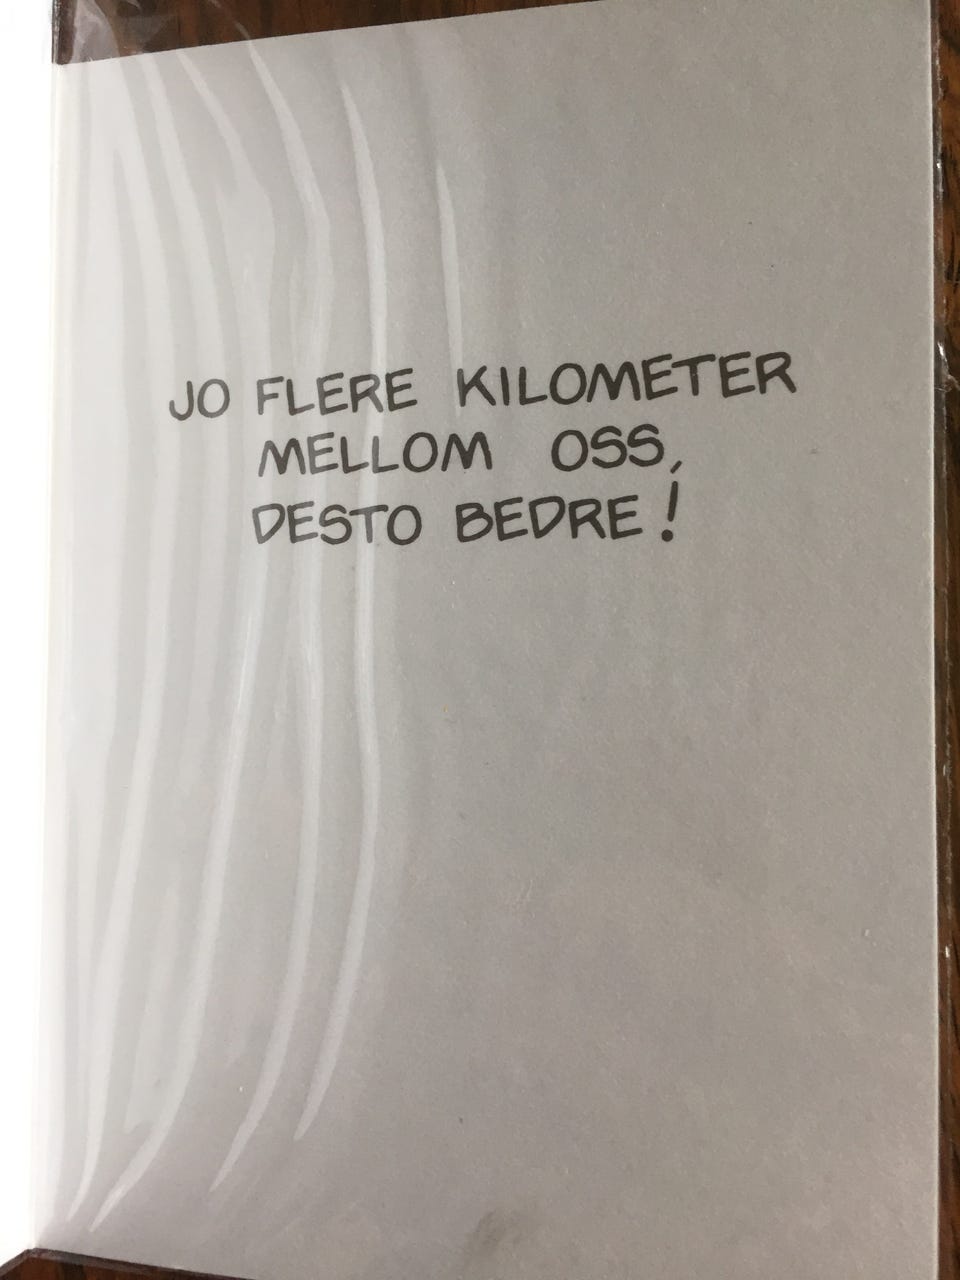 JO FLERE KILOMETER
MELLOM OSS,
DESTO BEDRE!